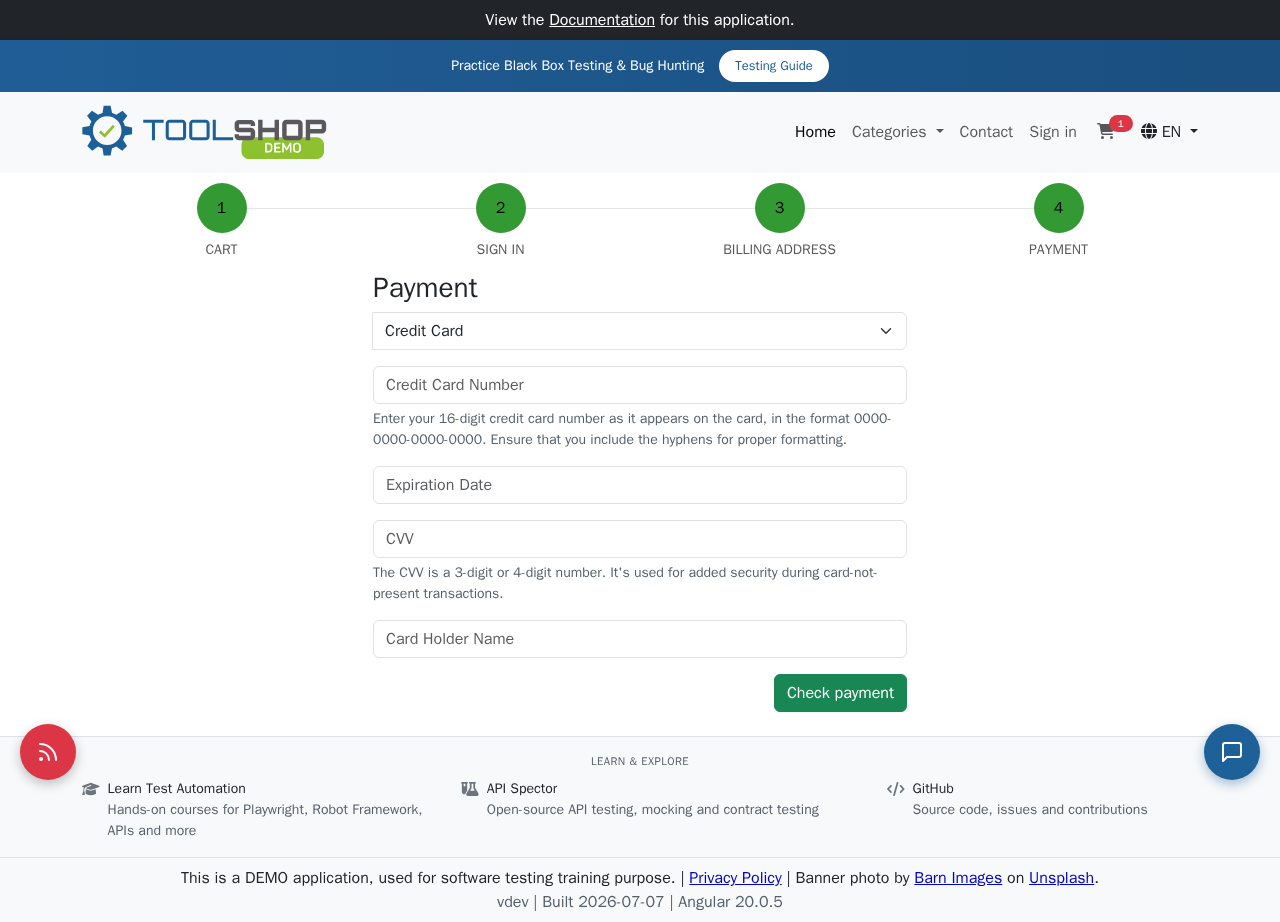 View the Documentation for this application.
Practice Black Box Testing & Bug Hunting Testing Guide
TOOLSHOP
DEMO
Home Categories Contact Sign in 1 EN
1 2 3 4
CART SIGN IN BILLING ADDRESS PAYMENT
Payment
Credit Card
Credit Card Number
Enter your 16-digit credit card number as it appears on the card, in the format 0000-
0000-0000-0000. Ensure that you include the hyphens for proper formatting.
Expiration Date
CVV
The CVV is a 3-digit or 4-digit number. It's used for added security during card-not-
present transactions.
Card Holder Name
Check payment
LEARN & EXPLORE
Learn Test Automation
Hands-on courses for Playwright, Robot Framework,
APIs and more
API Spector
Open-source API testing, mocking and contract testing
GitHub
Source code, issues and contributions
This is a DEMO application, used for software testing training purpose. | Privacy Policy | Banner photo by Barn Images on Unsplash.
vdev | Built 2026-07-07 | Angular 20.0.5